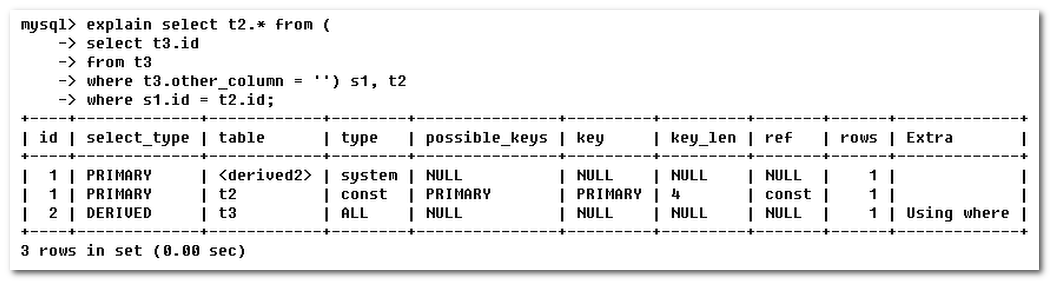 mysql> explain select t2.* from (
    -> select t3.id
    -> from t3
    -> where t3.other_column = '') s1, t2
    -> where s1.id = t2.id;
+----+-------------+------------+--------+---------------+---------+---------+-------+------+-------------+
| id | select_type | table      | type   | possible_keys | key     | key_len | ref   | rows | Extra       |
+----+-------------+------------+--------+---------------+---------+---------+-------+------+-------------+
|  1 | PRIMARY     | <derived2> | system | NULL          | NULL    | NULL    | NULL  |    1 |             |
|  1 | PRIMARY     | t2         | const  | PRIMARY       | PRIMARY | 4       | const |    1 |             |
|  2 | DERIVED     | t3         | ALL    | NULL          | NULL    | NULL    | NULL  |    1 | Using where |
+----+-------------+------------+--------+---------------+---------+---------+-------+------+-------------+
3 rows in set (0.00 sec)